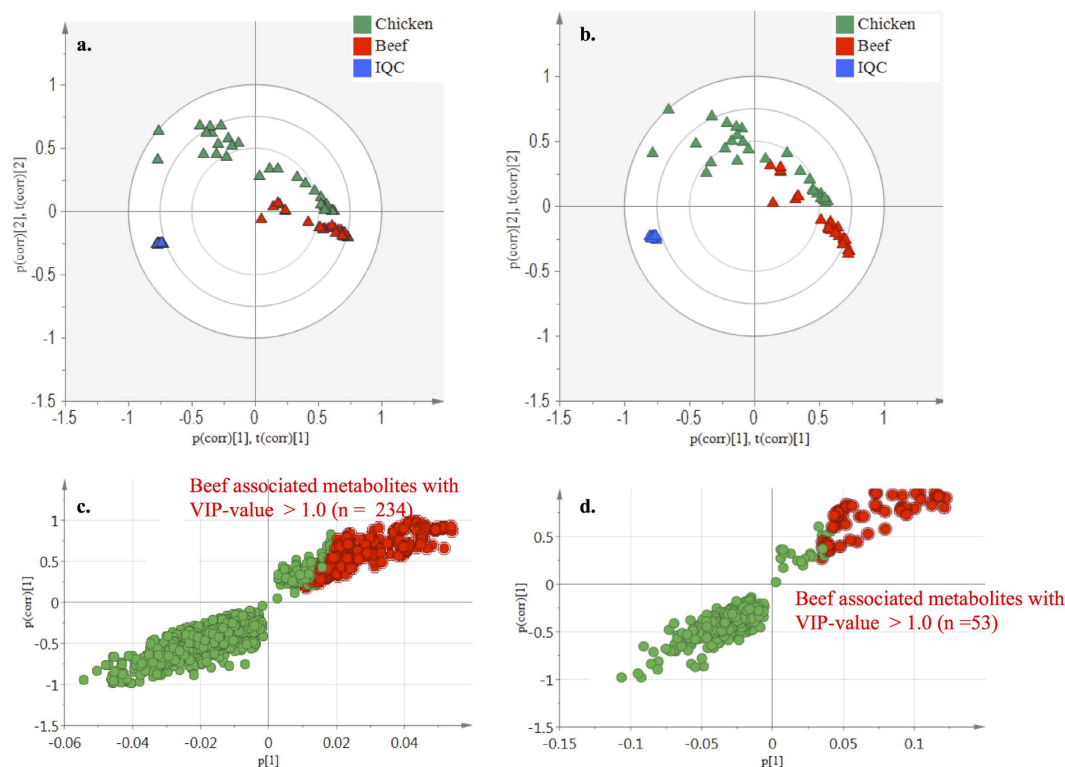 a.
Chicken
Beef
IQC
1
0.5
0
-0.5
-1
-1.5
-1.5 -1 -0.5 0 0.5 1
p(corr)[2], t(corr)[2]
p(corr)[1], t(corr)[1]
b.
Chicken
Beef
IQC
1
0.5
0
-0.5
-1
-1.5
-1.5 -1 -0.5 0 0.5 1
p(corr)[2], t(corr)[2]
p(corr)[1], t(corr)[1]
c.
Beef associated metabolites with
VIP-value > 1.0 (n = 234)
1
0.5
0
-0.5
-1
-1.5
-0.06 -0.04 -0.02 0 0.02 0.04
p(corr)[1]
p[1]
d.
Beef associated metabolites with
VIP-value > 1.0 (n =53)
0.5
0
-0.5
-1
-1.5
-0.15 -0.1 -0.05 0 0.05 0.1
p(corr)[1]
p[1]